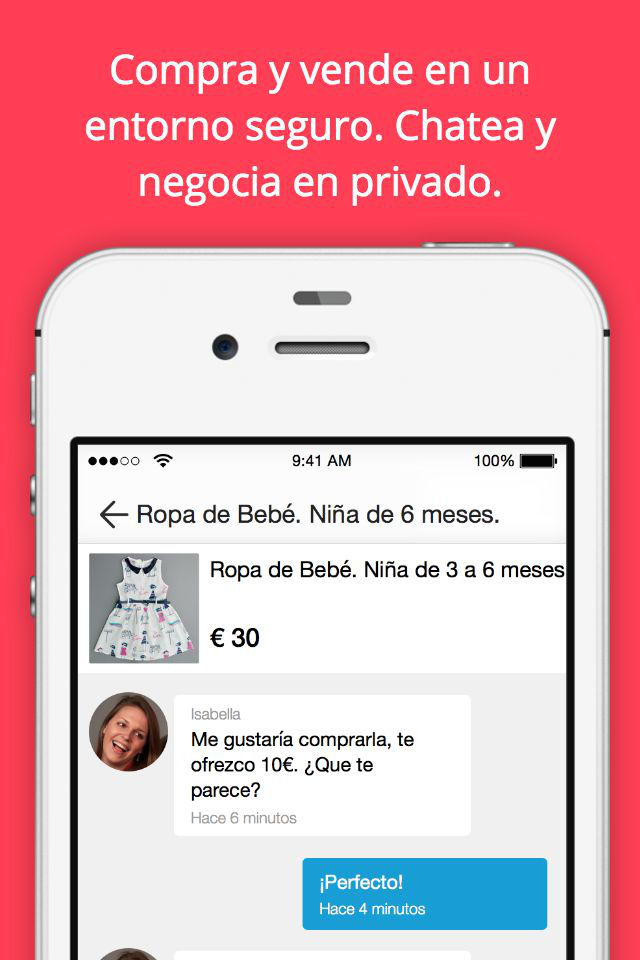 Compra y vende en un
entorno seguro. Chatea y
negocia en privado.
9:41 AM
100%
Ropa de Bebé. Niña de 6 meses.
Ropa de Bebé. Niña de 3 a 6 meses
€ 30
Isabella
Me gustaría comprarla, te
ofrezco 10€. ¿Que te
parece?
Hace 6 minutos
¡Perfecto!
Hace 4 minutos